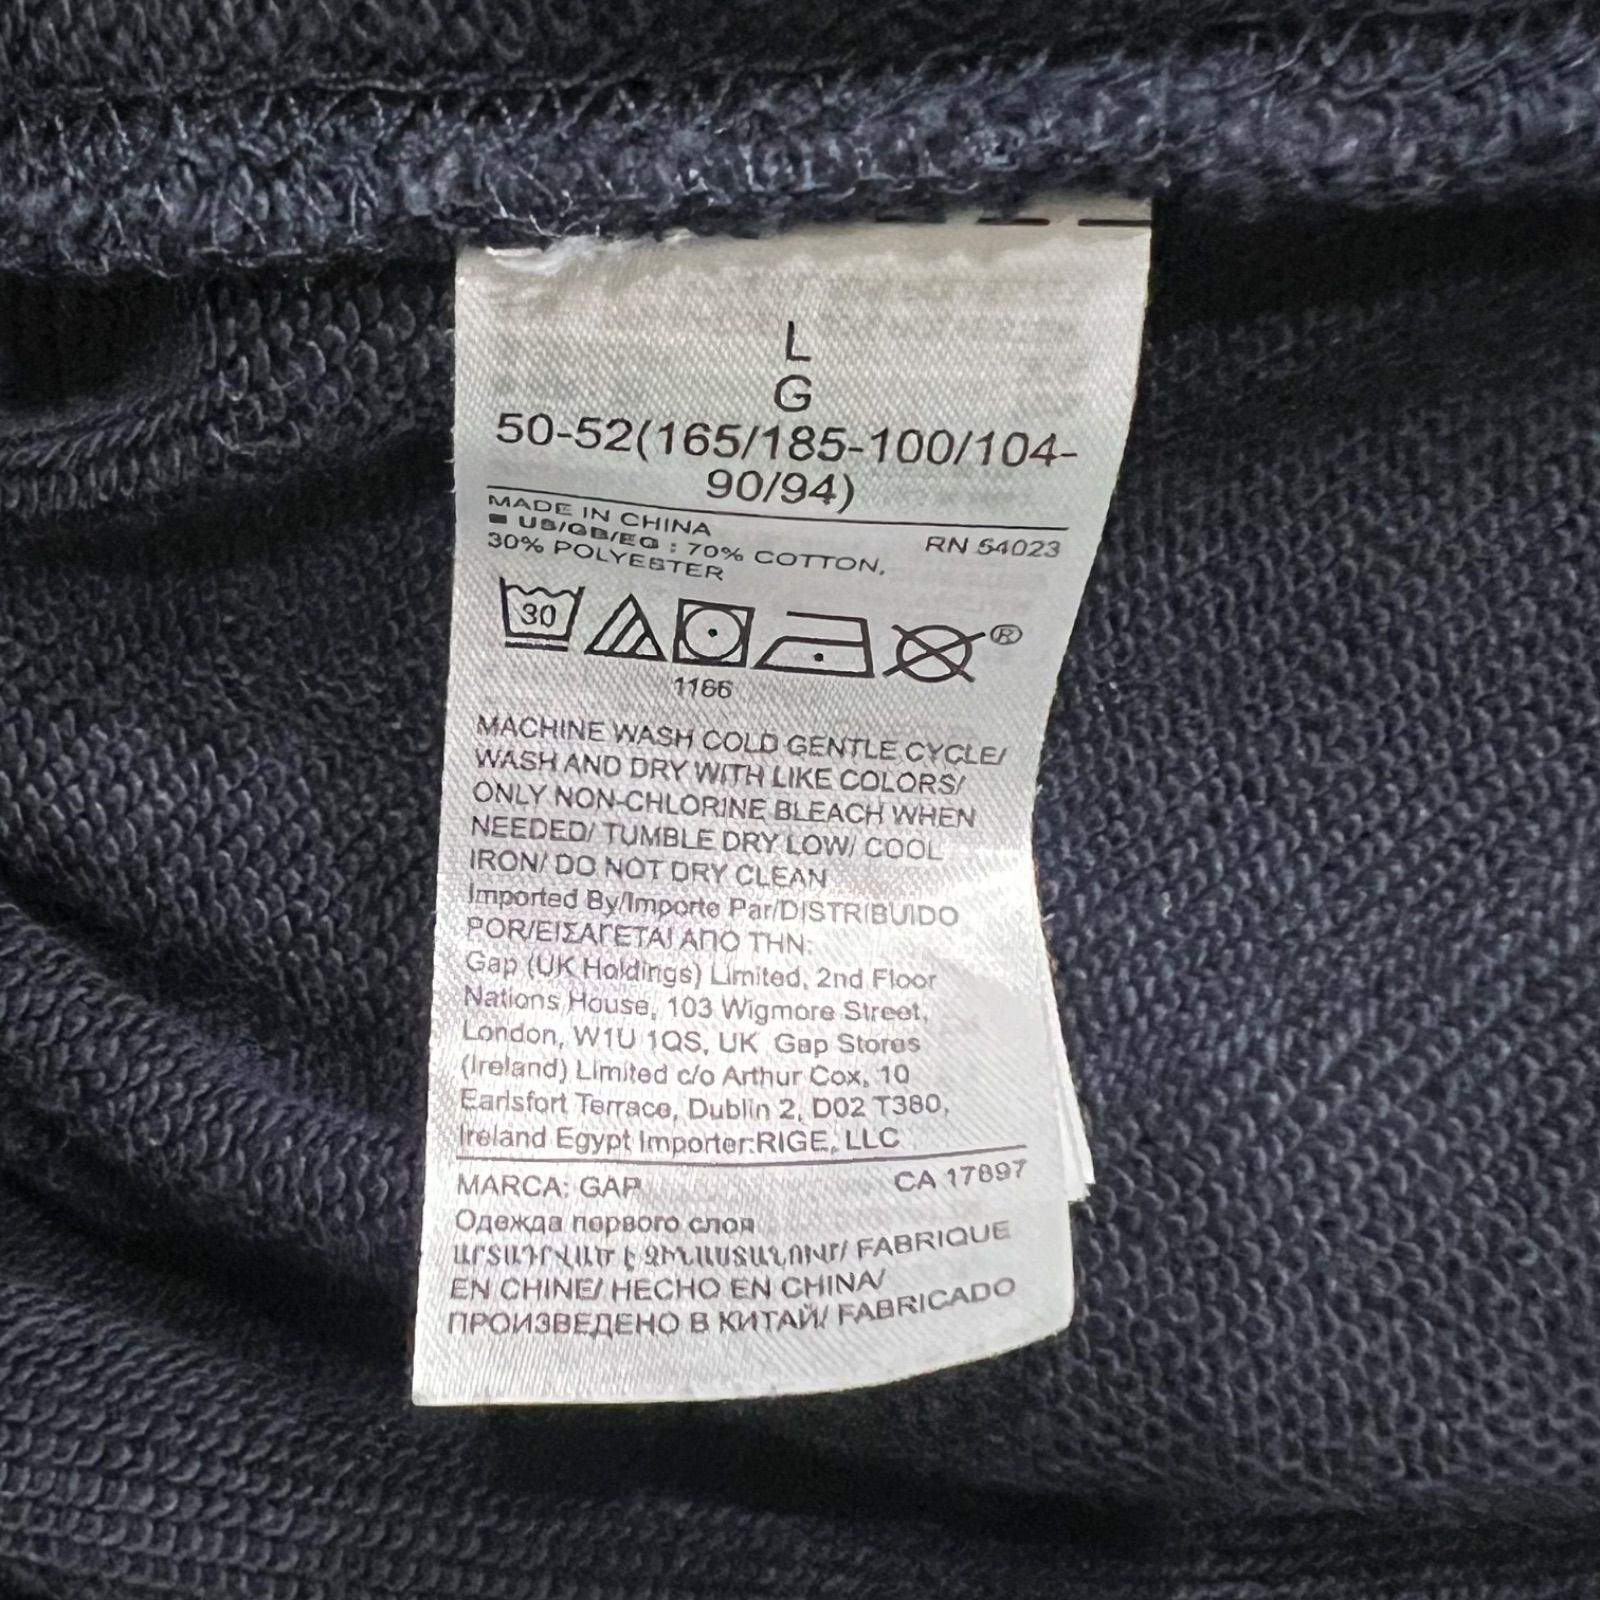 L
G
50-52(165/185-100/104-
90/94)
MADE IN CHINA
RN 54023
■ US/GB/EG : 70% COTTON,
30% POLYESTER
30
®
1166
MACHINE WASH COLD GENTLE CYCLE/
WASH AND DRY WITH LIKE COLORS/
ONLY NON-CHLORINE BLEACH WHEN
NEEDED/ TUMBLE DRY LOW/ COOL
IRON/ DO NOT DRY CLEAN
Imported By/Importe Par/DISTRIBUIDO
POR/ΕΙΣΑΓΕΤΑΙ ΑΠΟ ΤΗΝ:
Gap (UK Holdings) Limited, 2nd Floor
Nations House, 103 Wigmore Street,
London, W1U 1QS, UK Gap Stores
(Ireland) Limited c/o Arthur Cox, 10
Earlsfort Terrace, Dublin 2, D02 T380,
Ireland Egypt Importer:RIGE, LLC
MARCA: GAP
CA 17897
Одежда первого слоя
ԱՐՏԱԴՐՎԱԾ Է ՉԻՆԱՍՏԱՆՈՒՄ/ FABRIQUE
EN CHINE/ HECHO EN CHINA/
ПРОИЗВЕДЕНО В КИТАЙ/ FABRICADO